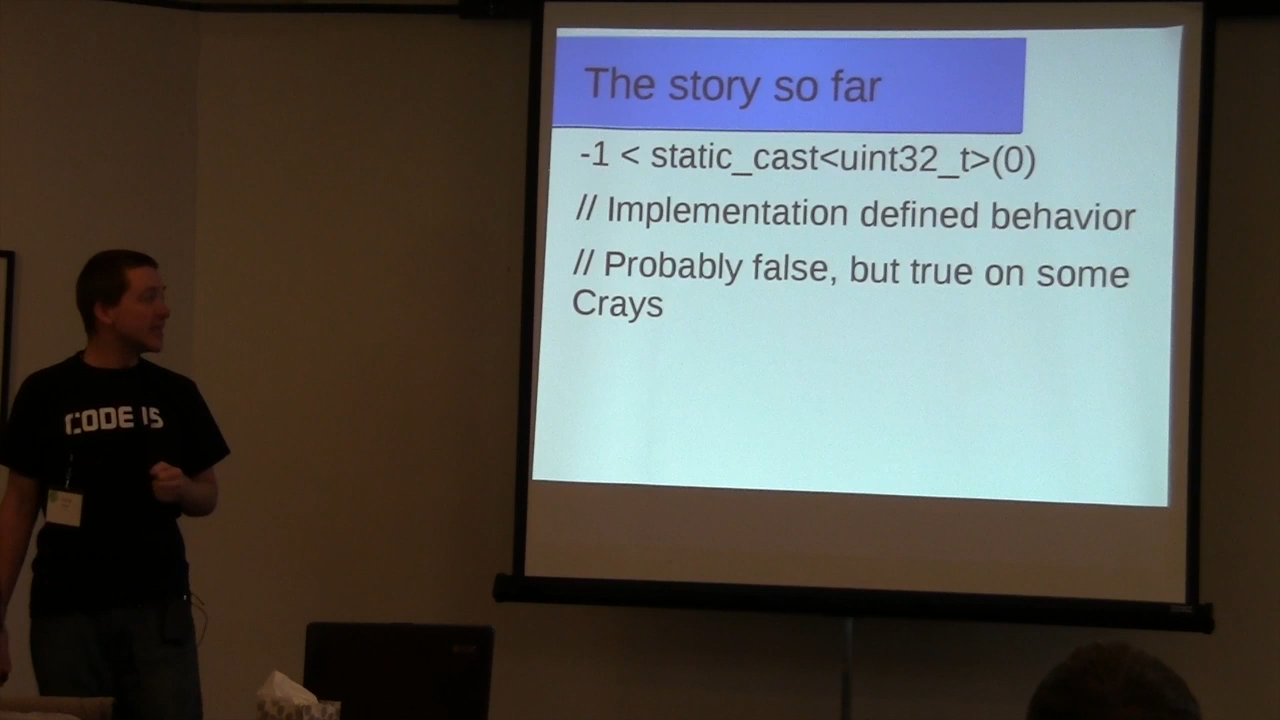 The story so far
-1 < static_cast<uint32_t>(0)
// Implementation defined behavior
// Probably false, but true on some
Crays
CODE IS